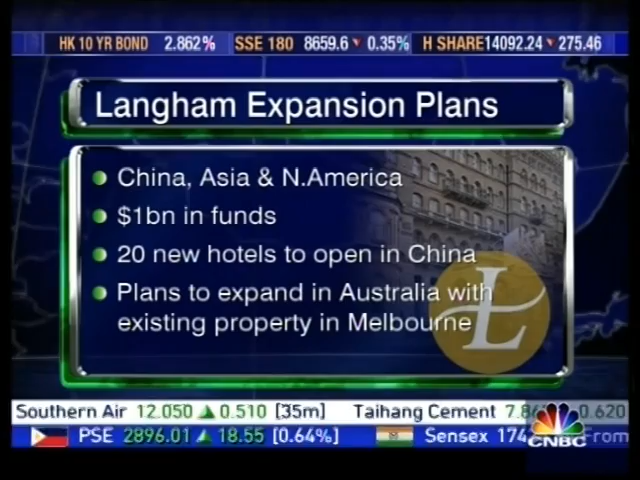 HK 10 YR BOND 2.862% SSE 180 8659.6 ▼ 0.35% H SHARE 14092.24 ▼ 275.46
Langham Expansion Plans
China, Asia & N.America
$1bn in funds
20 new hotels to open in China
Plans to expand in Australia with
existing property in Melbourne
L
Southern Air 12.050 ▲ 0.510 [35m] Taihang Cement 0.620
PSE 2896.01 ▲ 18.55 [0.64%] Sensex From
CNBC